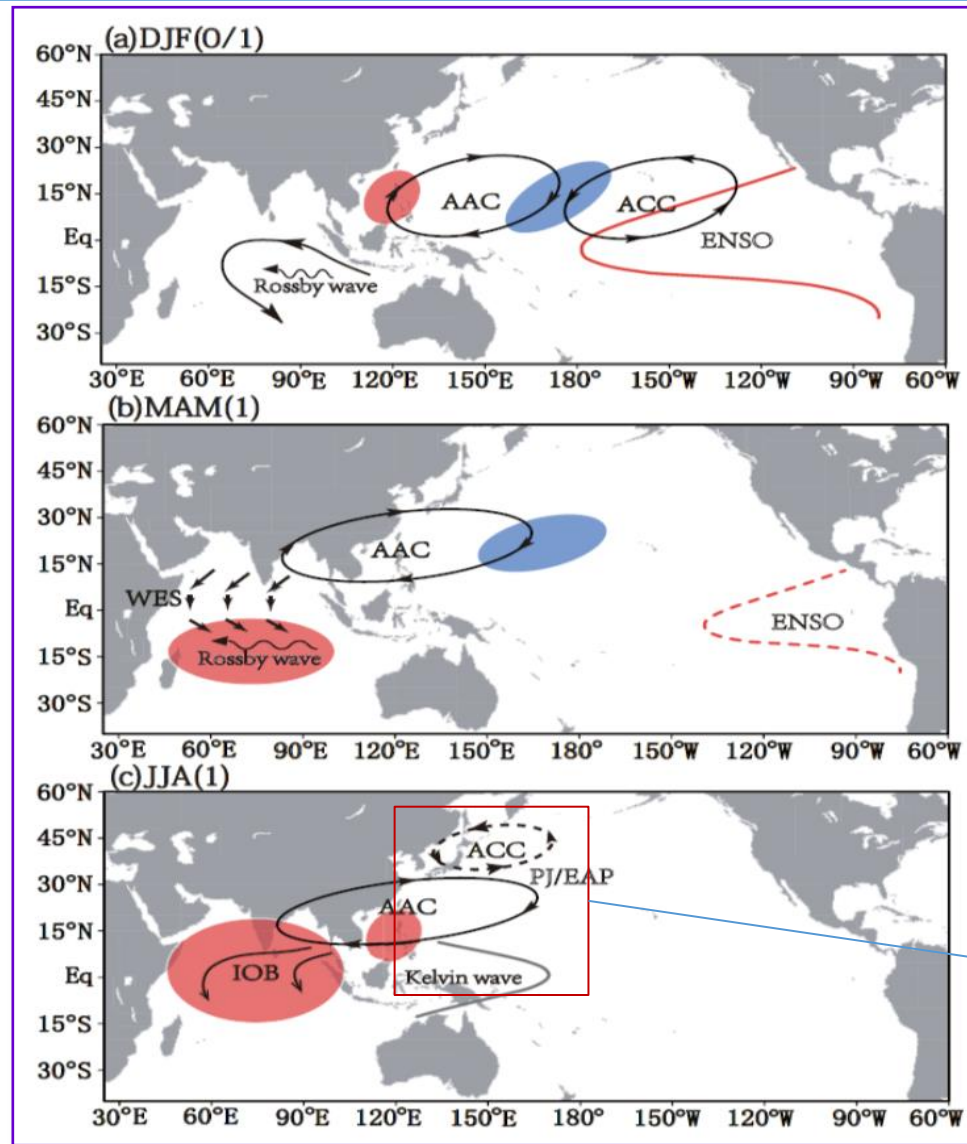 (a)DJF(0/1)
60°N
45°N
30°N
15°N
Eq
15°S
30°S
AAC
ACC
ENSO
Rossby wave
30°E 60°E 90°E 120°E 150°E 180° 150°W 120°W 90°W 60°W
(b)MAM(1)
60°N
45°N
30°N
15°N
Eq
15°S
30°S
AAC
WES
ENSO
Rossby wave
30°E 60°E 90°E 120°E 150°E 180° 150°W 120°W 90°W 60°W
(c)JJA(1)
60°N
45°N
30°N
15°N
Eq
15°S
30°S
ACC
PJ/EAP
AAC
IOB
Kelvin wave
30°E 60°E 90°E 120°E 150°E 180° 150°W 120°W 90°W 60°W